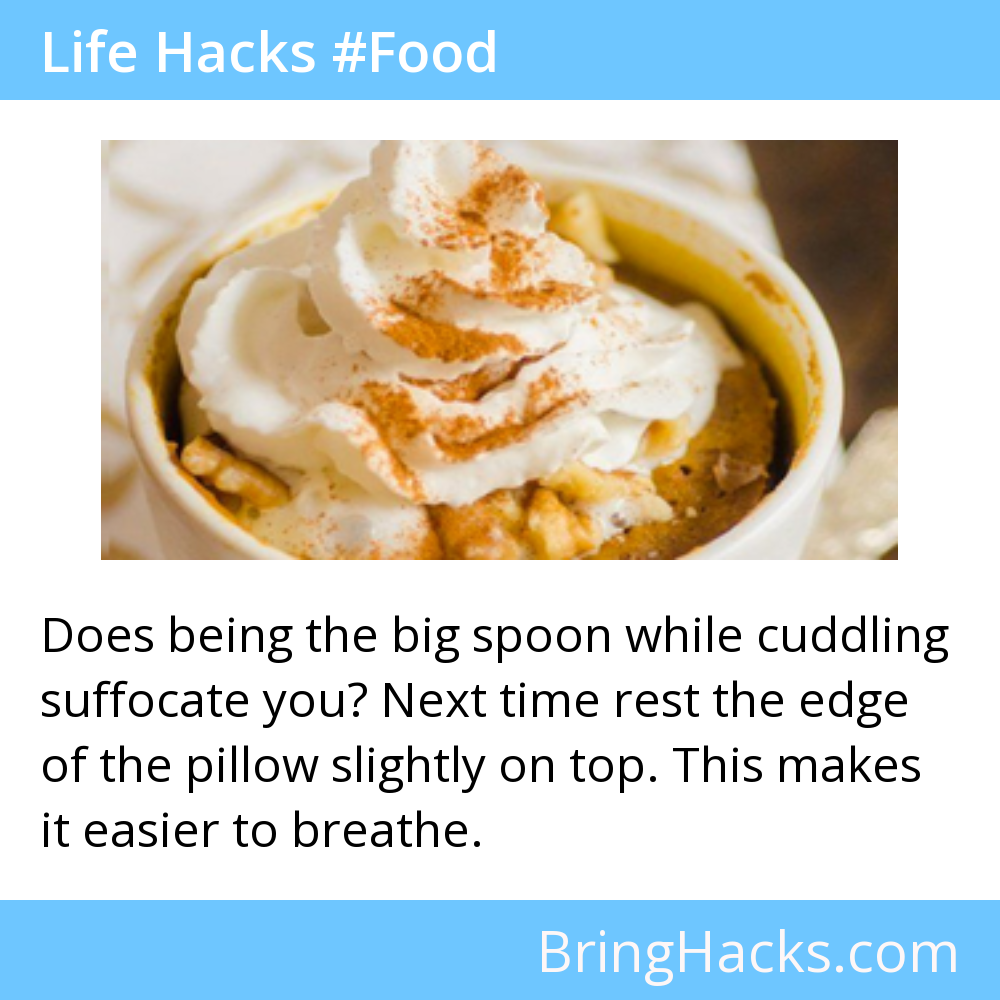 Life Hacks #Food
Does being the big spoon while cuddling
suffocate you? Next time rest the edge
of the pillow slightly on top. This makes
it easier to breathe.
BringHacks.com